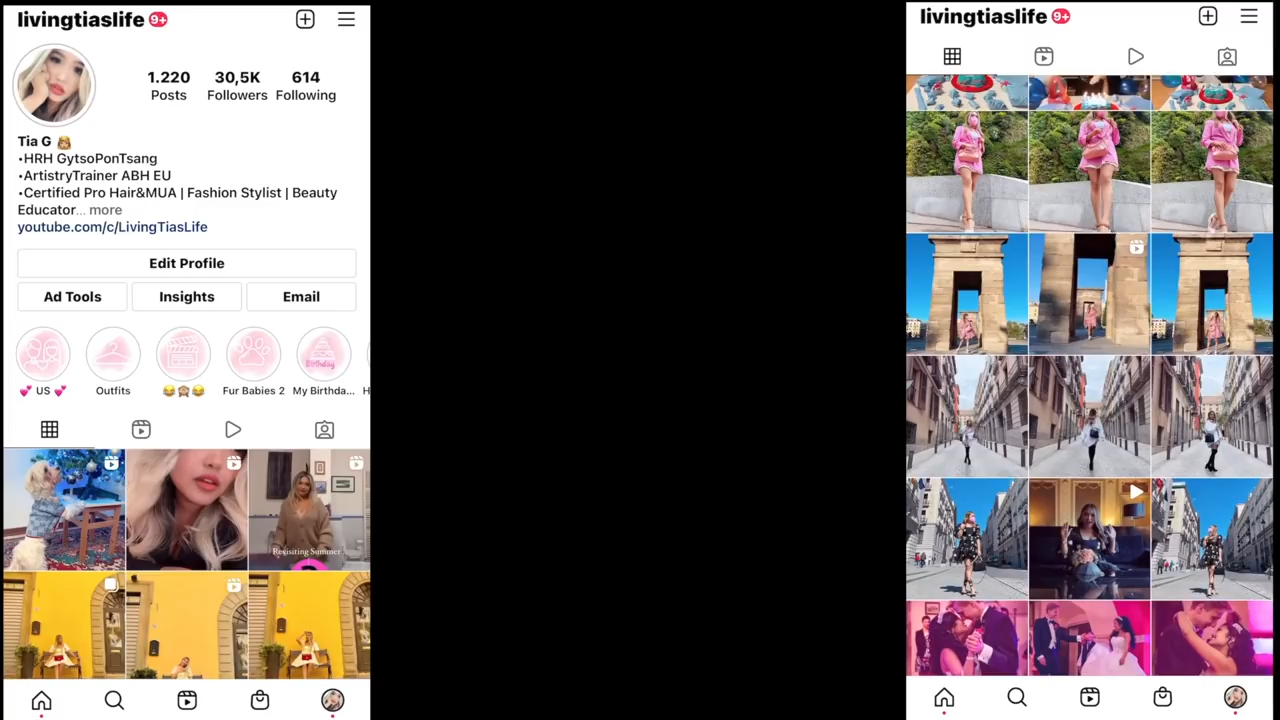 livingtiaslife 9+
1.220 30,5K 614
Posts Followers Following
Tia G 👸🏼
•HRH GytsoPonTsang
•ArtistryTrainer ABH EU
•Certified Pro Hair&MUA | Fashion Stylist | Beauty
Educator... more
youtube.com/c/LivingTiasLife
Edit Profile
Ad Tools Insights Email
Birthday
💕 US 💕 Outfits 😂🙈😂 Fur Babies 2 My Birthda... H
Revisiting Summer
livingtiaslife 9+